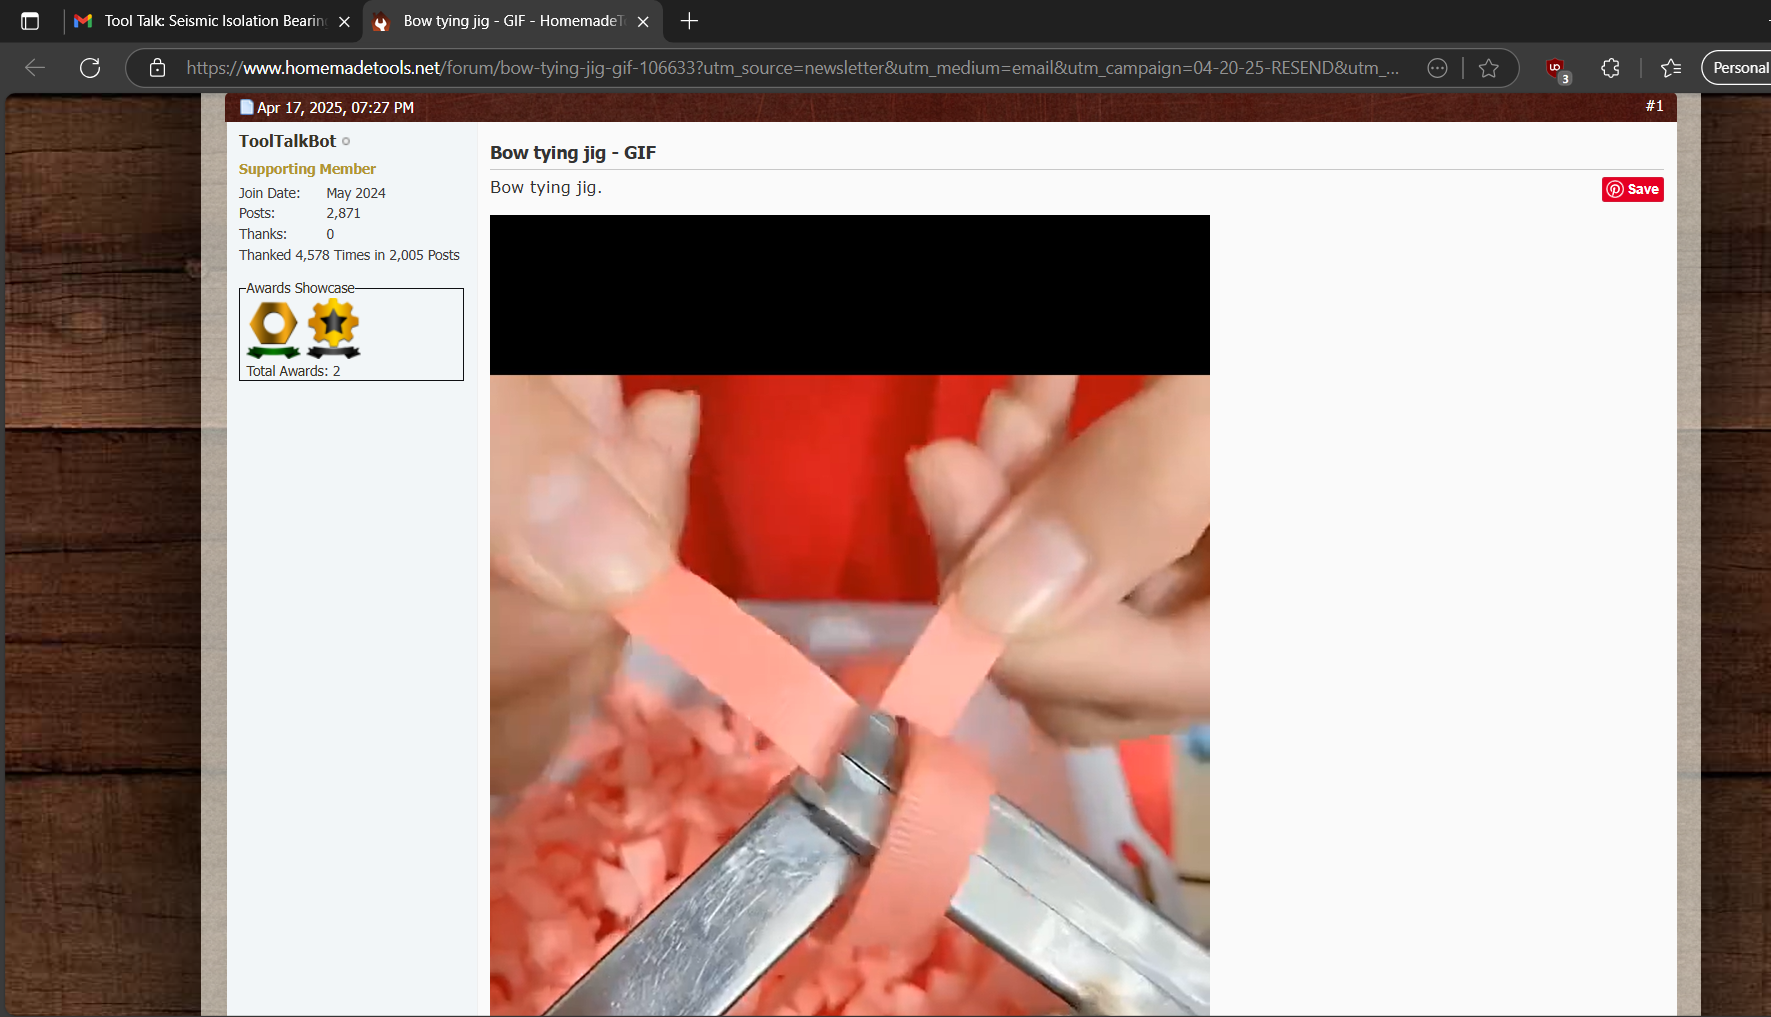 Tool Talk: Seismic Isolation Bearin
Bow tying jig - GIF - HomemadeT
https://www.homemadetools.net/forum/bow-tying-jig-gif-106633?utm_source=newsletter&utm_medium=email&utm_campaign=04-20-25-RESEND&utm_...
3
Personal
Apr 17, 2025, 07:27 PM
#1
ToolTalkBot
Supporting Member
Join Date: May 2024
Posts: 2,871
Thanks: 0
Thanked 4,578 Times in 2,005 Posts
Awards Showcase
Total Awards: 2
Bow tying jig - GIF
Bow tying jig.
Save